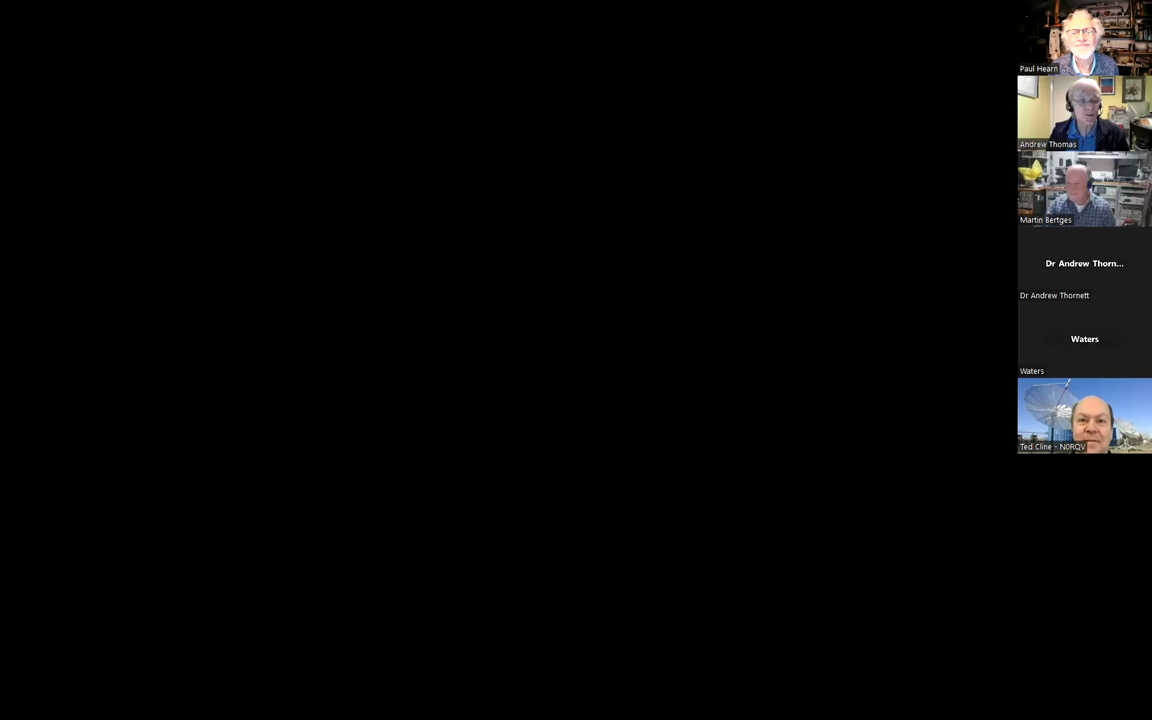 Paul Hearn
Andrew Thomas
Martin Bertges
Dr Andrew Thorn...
Dr Andrew Thornett
Waters
Waters
Ted Cline - N0RQV